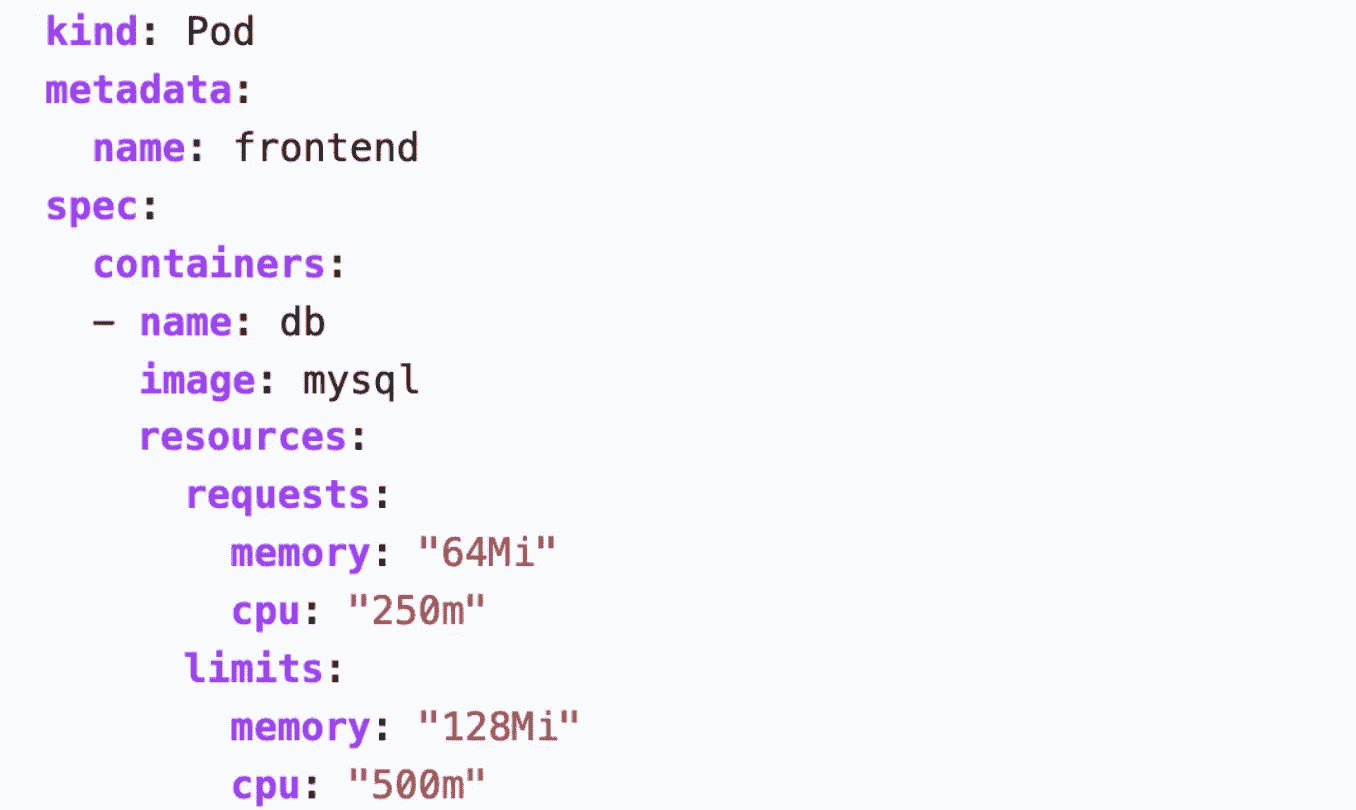 kind: Pod
metadata:
  name: frontend
spec:
  containers:
  - name: db
    image: mysql
    resources:
      requests:
        memory: "64Mi"
        cpu: "250m"
      limits:
        memory: "128Mi"
        cpu: "500m"